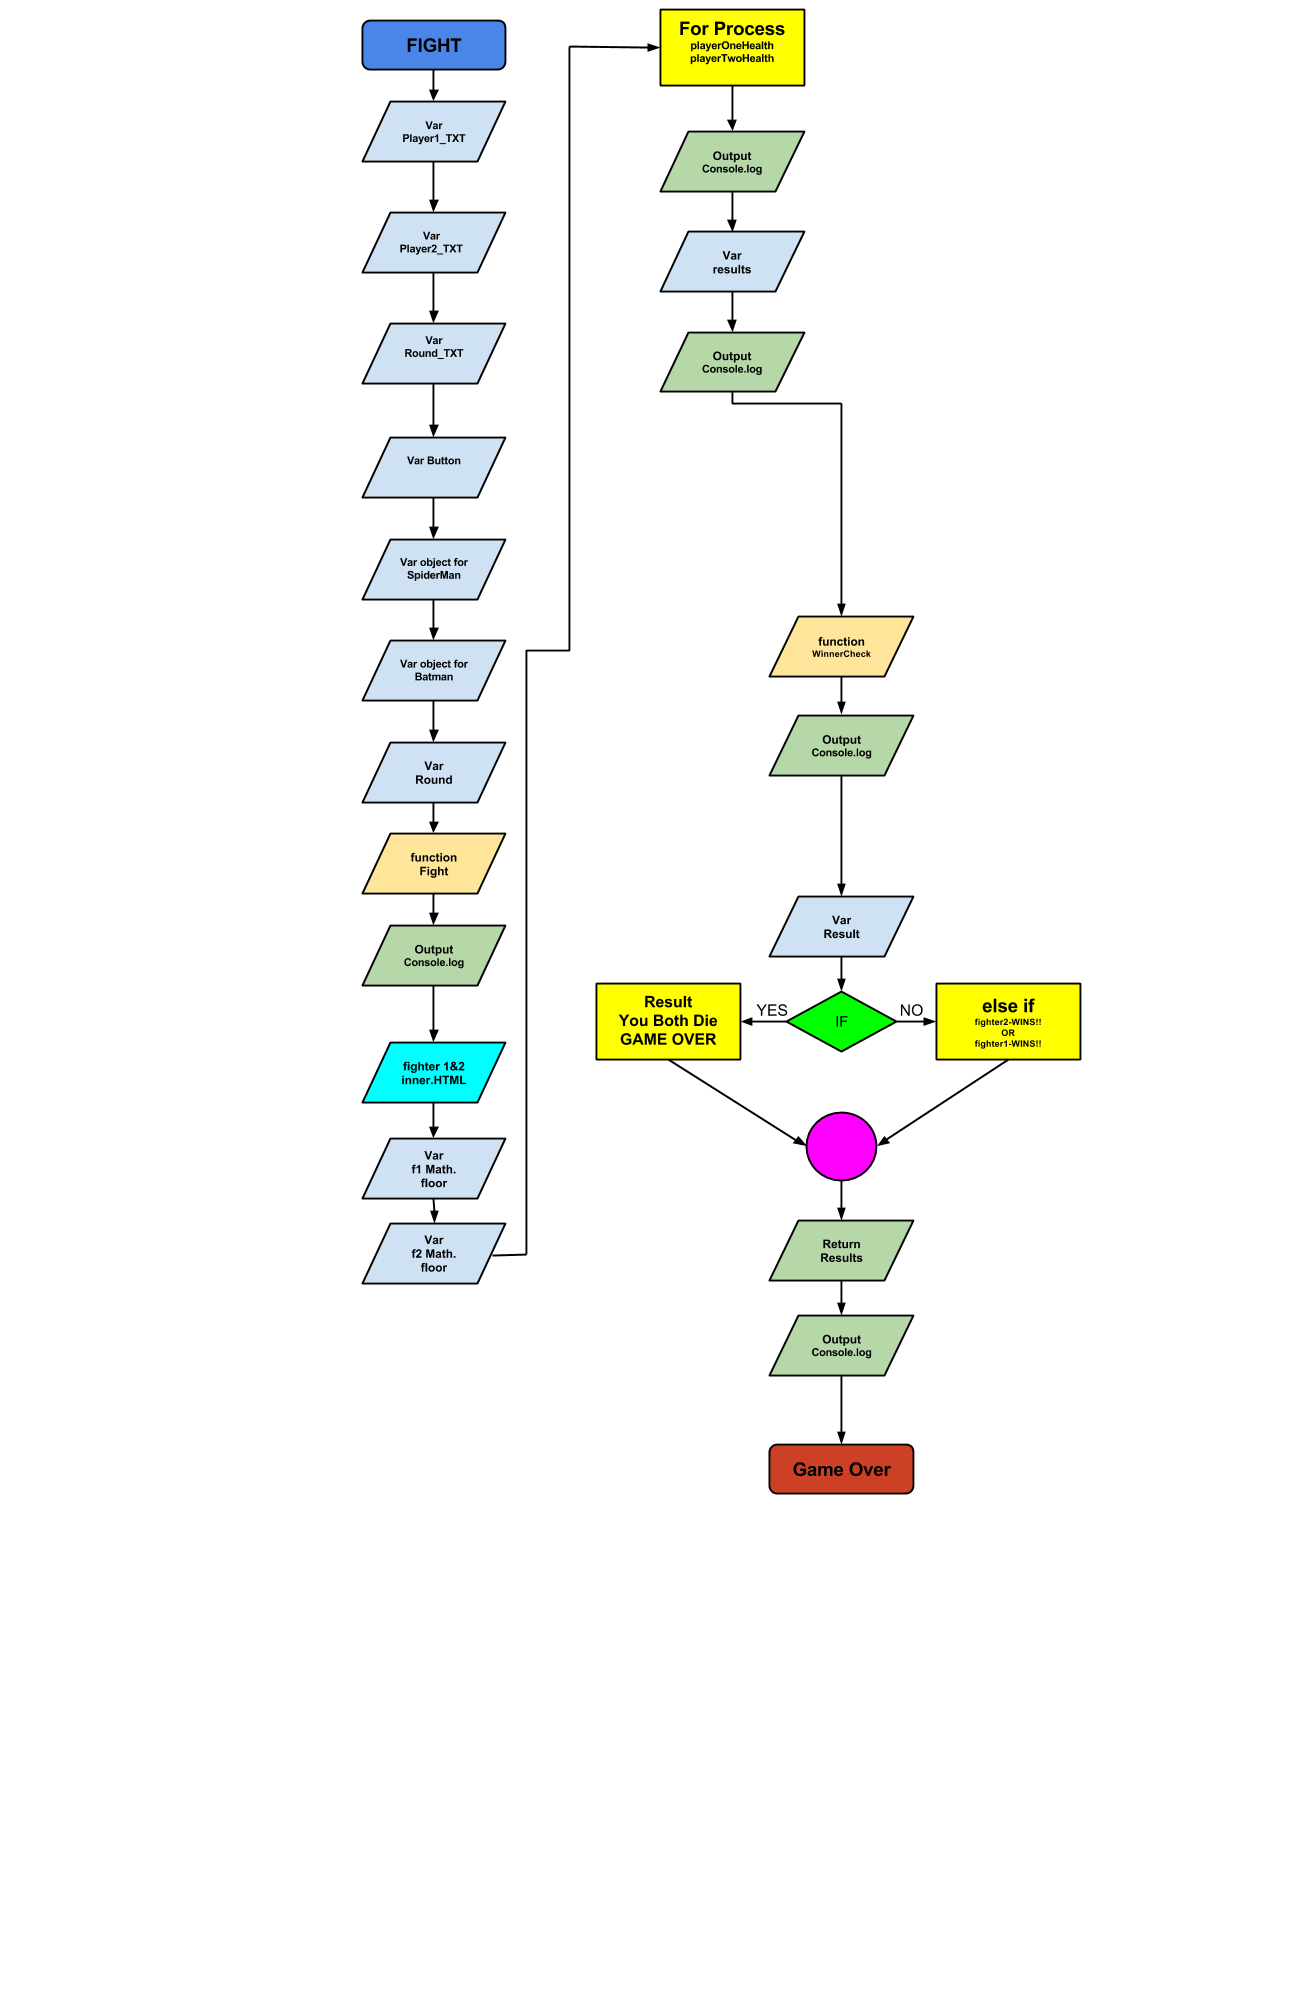 FIGHT
Var
Player1_TXT
Var
Player2_TXT
Var
Round_TXT
Var Button
Var object for
SpiderMan
Var object for
Batman
Var
Round
function
Fight
Output
Console.log
fighter 1&2
inner.HTML
Var
f1 Math.
floor
Var
f2 Math.
floor
For Process
playerOneHealth
playerTwoHealth
Output
Console.log
Var
results
Output
Console.log
function
WinnerCheck
Output
Console.log
Var
Result
IF
YES
Result
You Both Die
GAME OVER
NO
else if
fighter2-WINS!!
OR
fighter1-WINS!!
Return
Results
Output
Console.log
Game Over